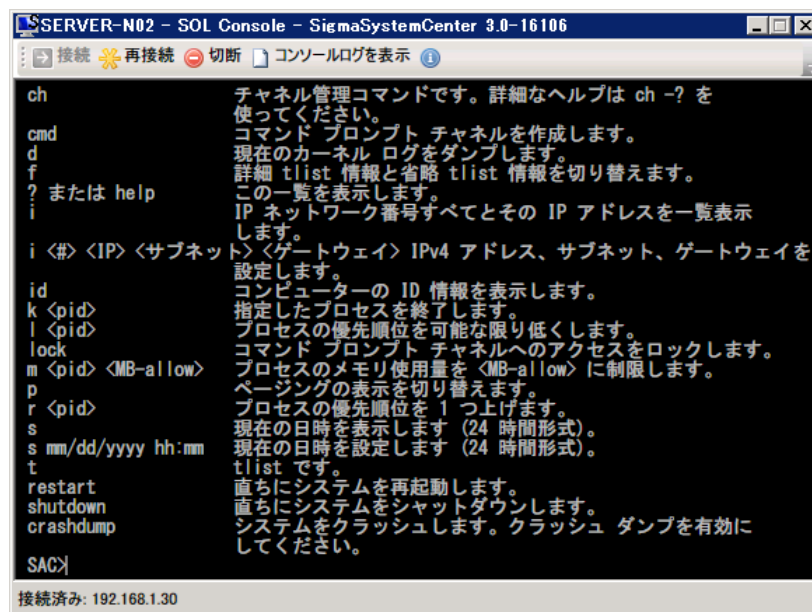 SERVER-N02 - SOL Console - SigmaSystemCenter 3.0-16106
接続 再接続 切断 コンソールログを表示
ch チャネル管理コマンドです。詳細なヘルプは ch -? を
使ってください。
cmd コマンド プロンプト チャネルを作成します。
d 現在のカーネル ログをダンプします。
f 詳細 tlist 情報と省略 tlist 情報を切り替えます。
? または help この一覧を表示します。
i IP ネットワーク番号すべてとその IP アドレスを一覧表示
します。
i <#> <IP> <サブネット> <ゲートウェイ> IPv4 アドレス、サブネット、ゲートウェイを
設定します。
id コンピューターの ID 情報を表示します。
k <pid> 指定したプロセスを終了します。
l <pid> プロセスの優先順位を可能な限り低くします。
lock コマンド プロンプト チャネルへのアクセスをロックします。
m <pid> <MB-allow> プロセスのメモリ使用量を <MB-allow> に制限します。
p ページングの表示を切り替えます。
r <pid> プロセスの優先順位を 1 つ上げます。
s 現在の日時を表示します (24 時間形式)。
s mm/dd/yyyy hh:mm 現在の日時を設定します (24 時間形式)。
t tlist です。
restart 直ちにシステムを再起動します。
shutdown 直ちにシステムをシャットダウンします。
crashdump システムをクラッシュします。クラッシュ ダンプを有効に
してください。
SAC>
接続済み: 192.168.1.30